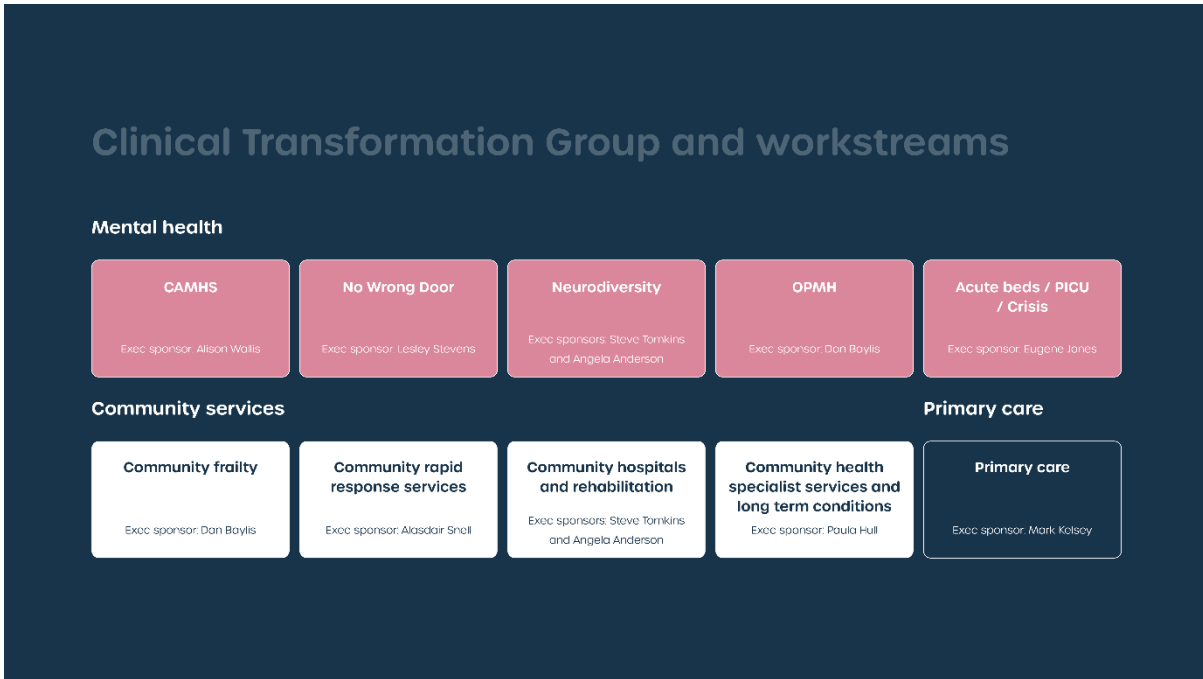 Clinical Transformation Group and workstreams
Mental health
CAMHS
Exec sponsor: Alison Wallis
No Wrong Door
Exec sponsor: Lesley Stevens
Neurodiversity
Exec sponsors: Steve Tomkins
and Angela Anderson
OPMH
Exec sponsor: Dan Baylis
Acute beds / PICU
/ Crisis
Exec sponsor: Eugene Jones
Community services
Community frailty
Exec sponsor: Dan Baylis
Community rapid
response services
Exec sponsor: Alasdair Snell
Community hospitals
and rehabilitation
Exec sponsors: Steve Tomkins
and Angela Anderson
Community health
specialist services and
long term conditions
Exec sponsor: Paula Hull
Primary care
Primary care
Exec sponsor: Mark Kelsey